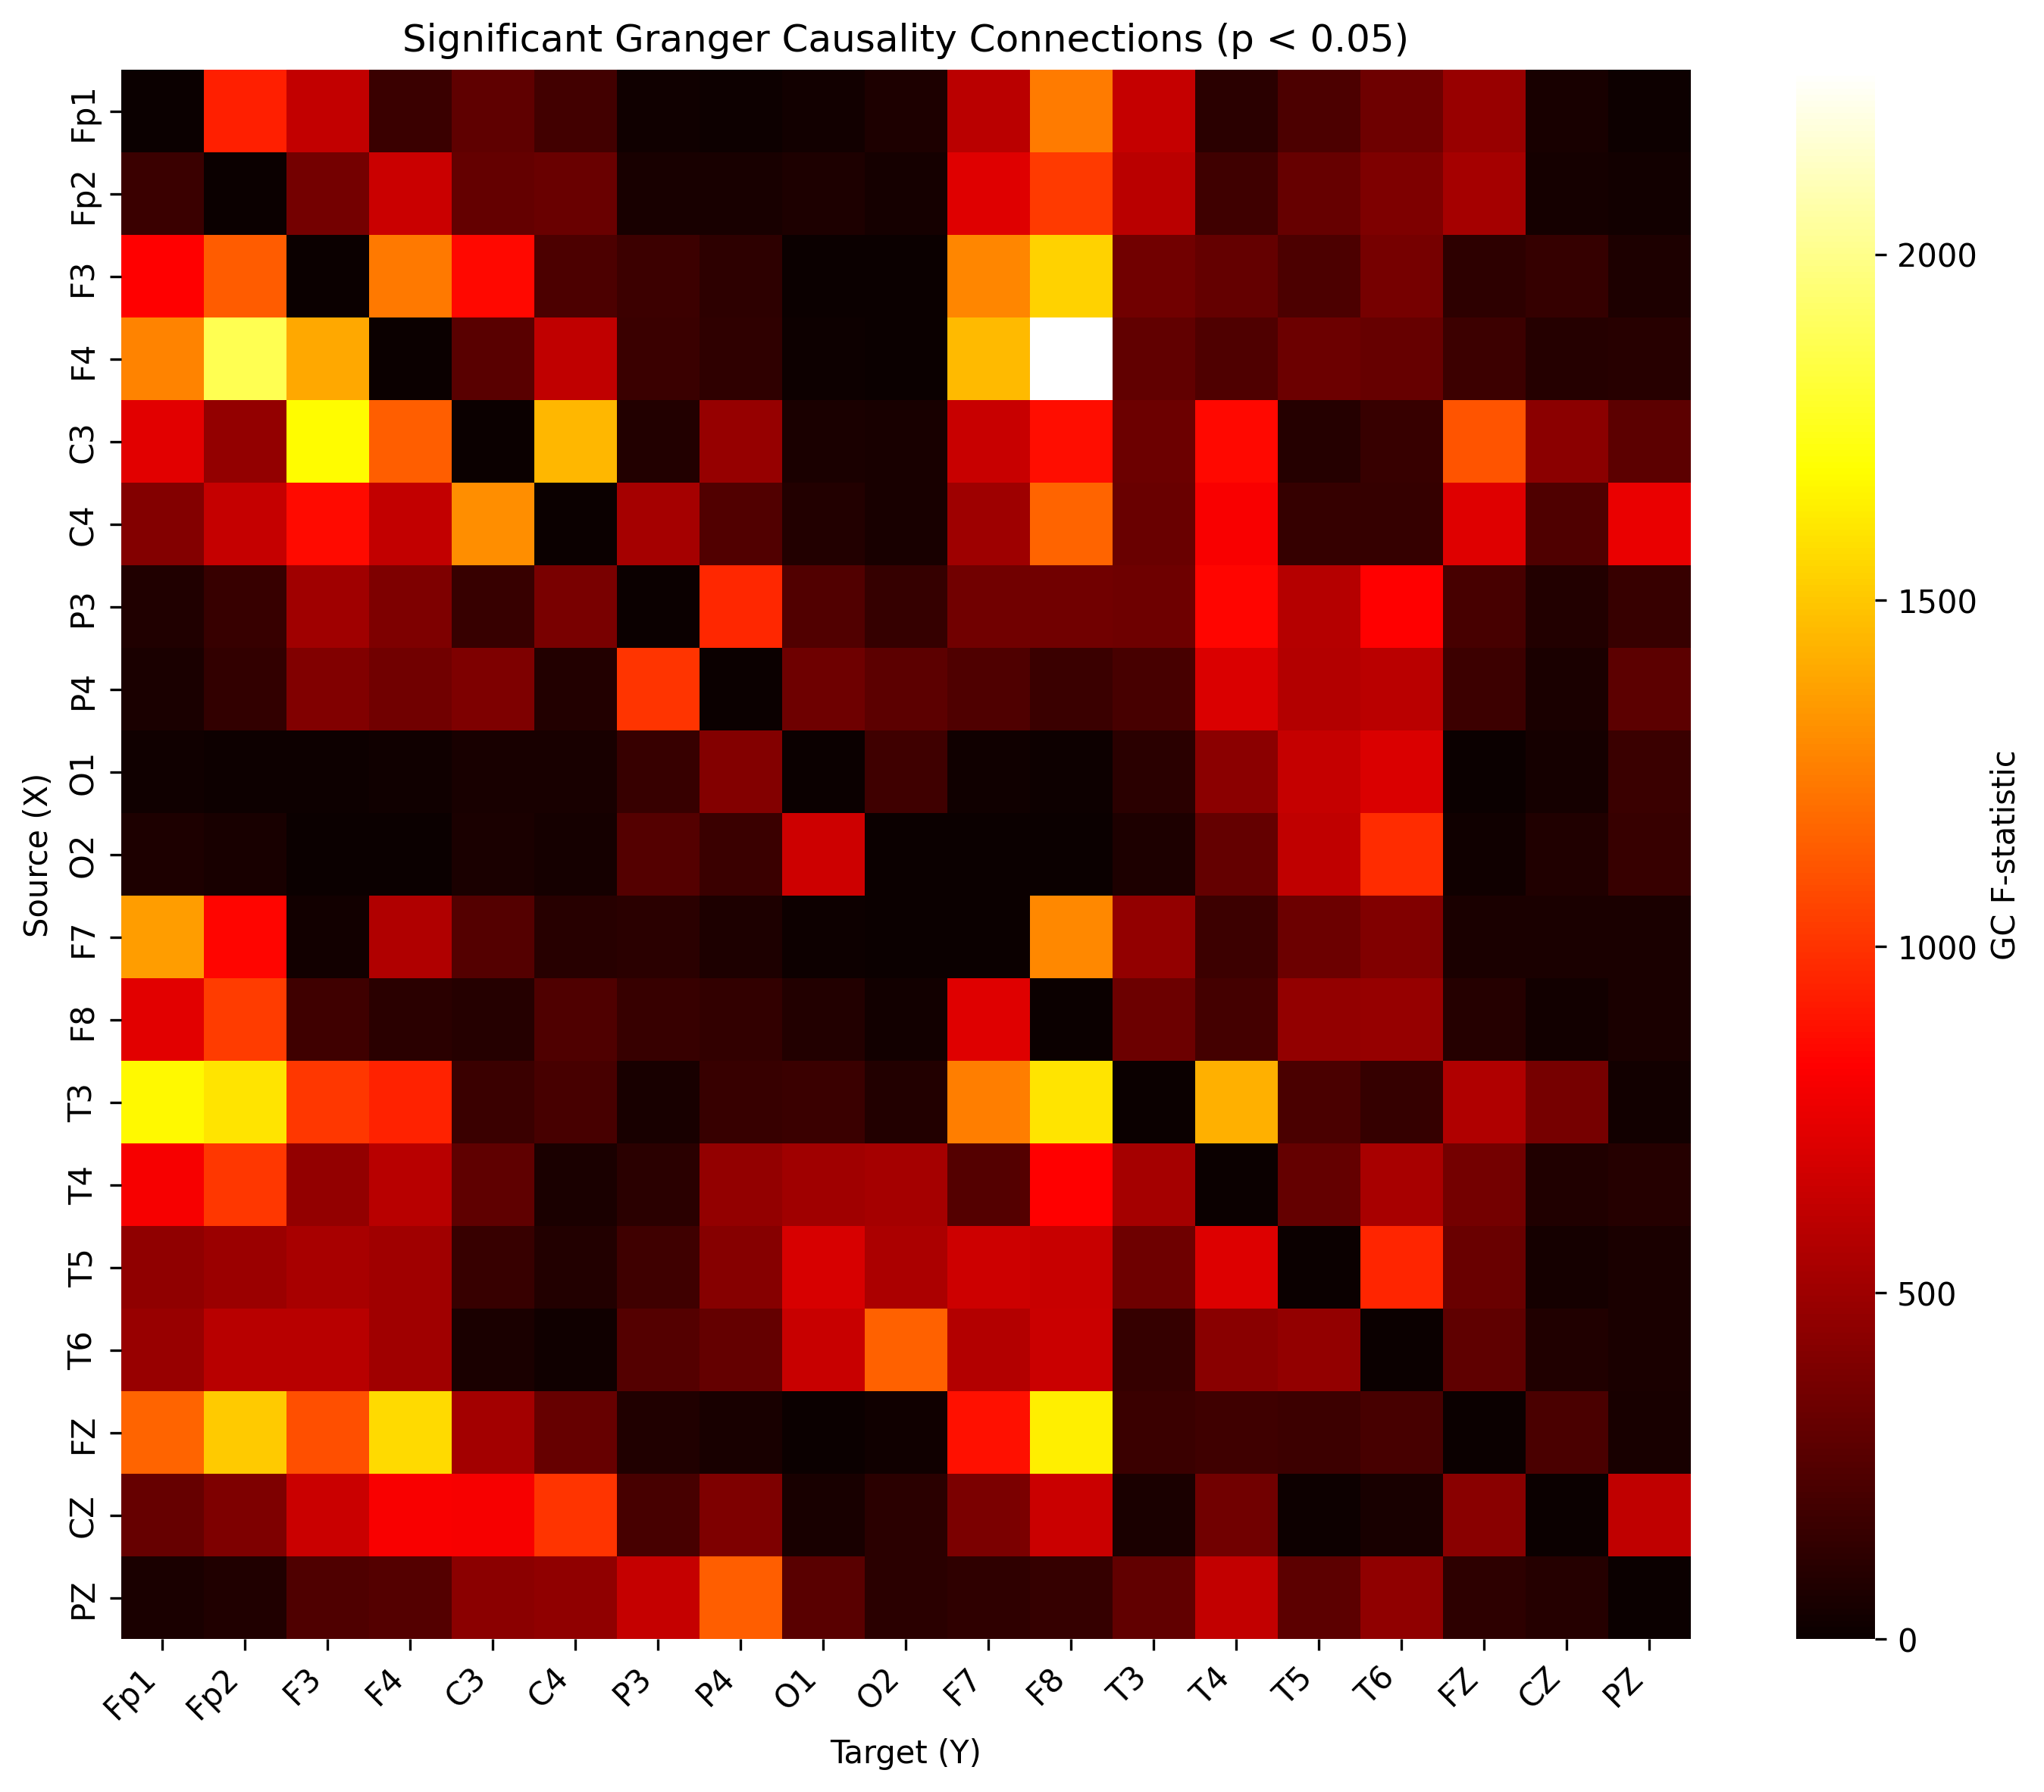 Significant Granger Causality Connections (p < 0.05)
Source (X)
Fp1
Fp2
F3
F4
C3
C4
P3
P4
O1
O2
F7
F8
T3
T4
T5
T6
FZ
CZ
PZ
Fp1 Fp2 F3 F4 C3 C4 P3 P4 O1 O2 F7 F8 T3 T4 T5 T6 FZ CZ PZ
Target (Y)
2000
1500
1000
500
0
GC F-statistic